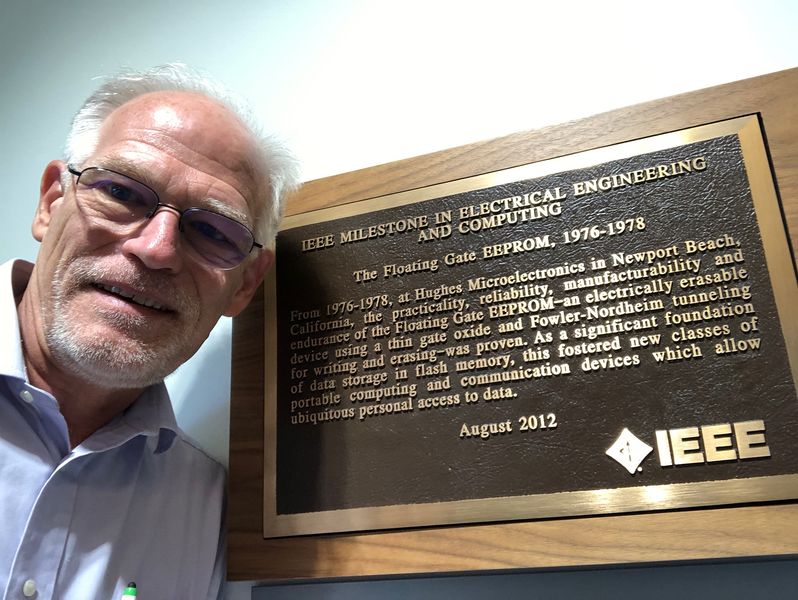 IEEE MILESTONE IN ELECTRICAL ENGINEERING
AND COMPUTING
The Floating Gate EEPROM, 1976-1978
From 1976-1978, at Hughes Microelectronics in Newport Beach,
California, the practicality, reliability, manufacturability and
endurance of the Floating Gate EEPROM–an electrically erasable
device using a thin gate oxide and Fowler-Nordheim tunneling
for writing and erasing–was proven. As a significant foundation
of data storage in flash memory, this fostered new classes of
portable computing and communication devices which allow
ubiquitous personal access to data.
August 2012
IEEE